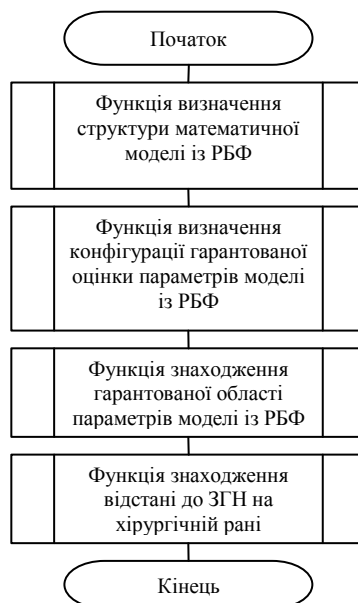 Початок
Функція визначення
структури математичної
моделі із РБФ
Функція визначення
конфігурації гарантованої
оцінки параметрів моделі
із РБФ
Функція знаходження
гарантованої області
параметрів моделі із РБФ
Функція знаходження
відстані до ЗГН на
хірургічній рані
Кінець